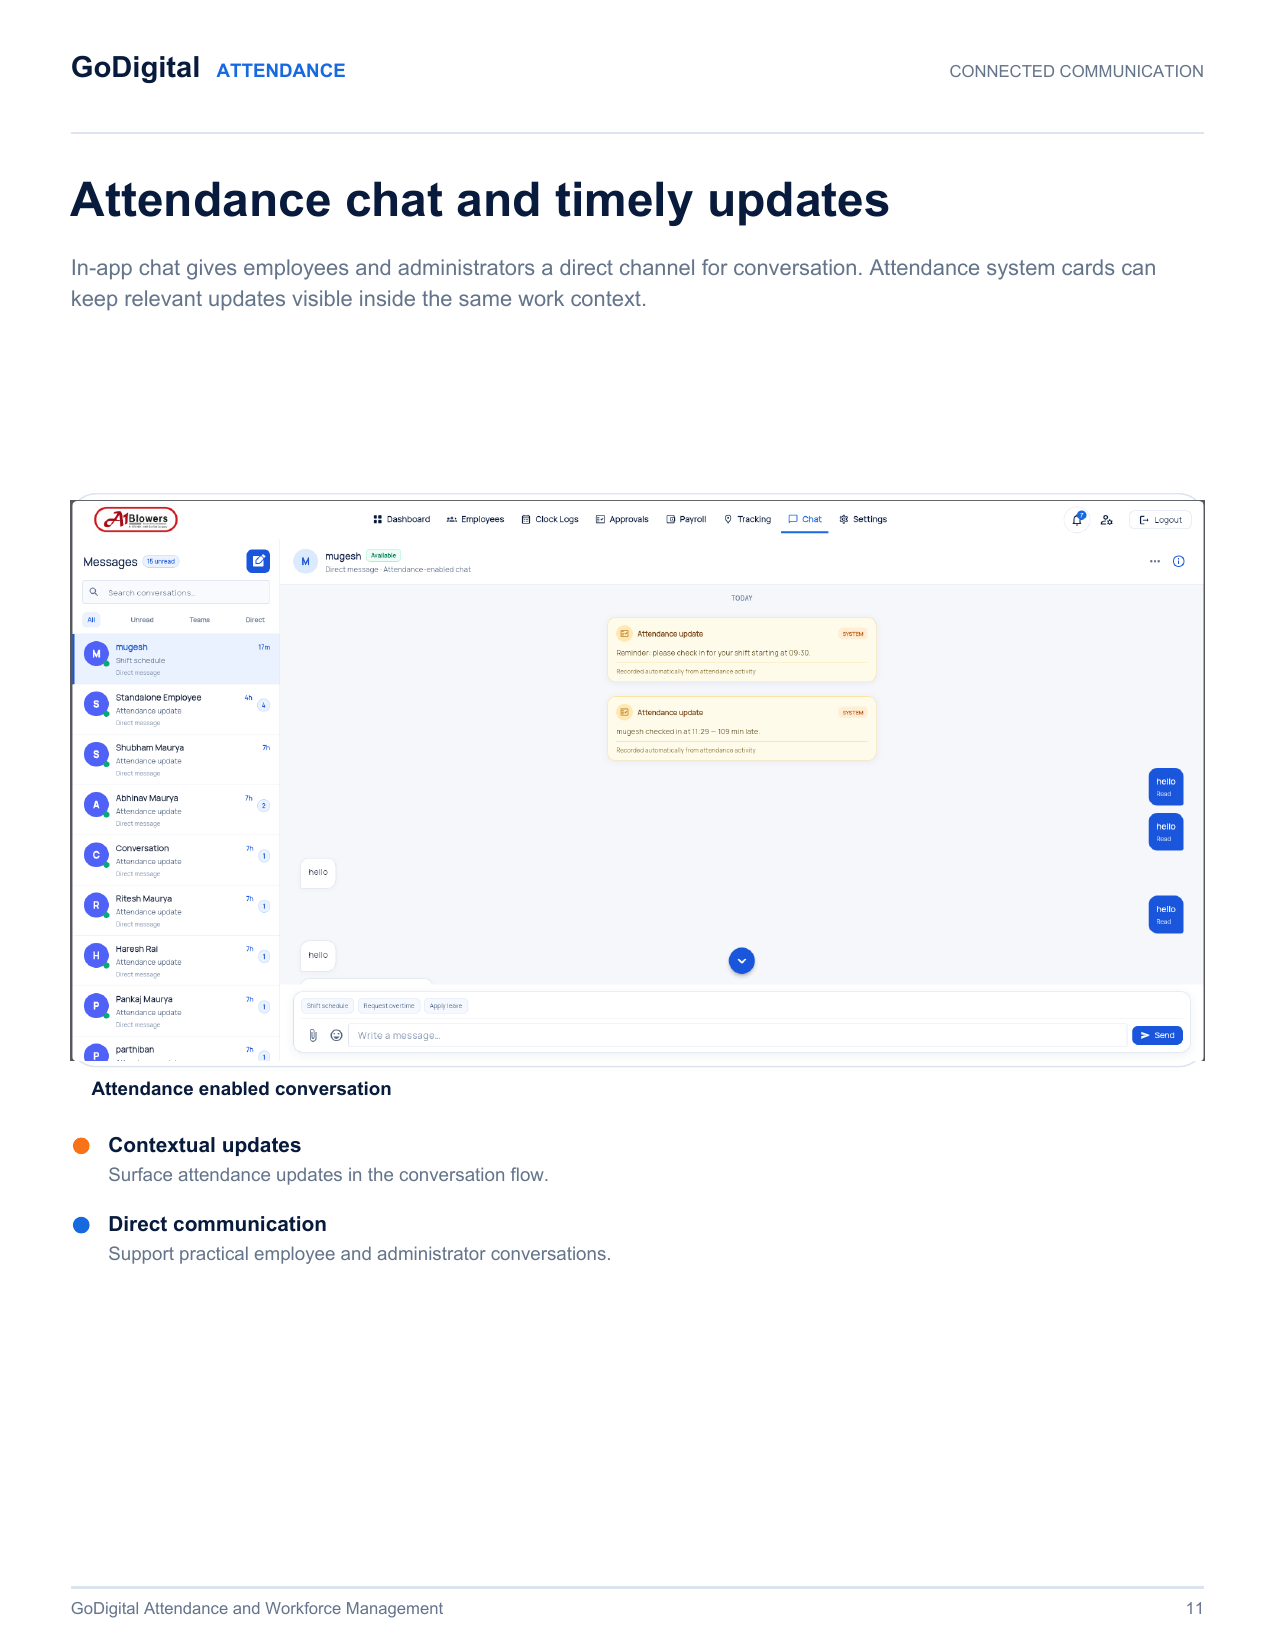 GoDigital ATTENDANCE
CONNECTED COMMUNICATION
Attendance chat and timely updates
In-app chat gives employees and administrators a direct channel for conversation. Attendance system cards can
keep relevant updates visible inside the same work context.
A1 Blowers
Dashboard Employees Clock Logs Approvals Payroll Tracking Chat Settings
7
Logout
Messages 15 unread
Search conversations...
All Unread Teams Direct
M mugesh 17m
Shift schedule
Direct message
S Standalone Employee 4h
Attendance update 4
Direct message
S Shubham Maurya 7h
Attendance update
Direct message
A Abhinav Maurya 7h
Attendance update 2
Direct message
C Conversation 7h
Attendance update 1
Direct message
R Ritesh Maurya 7h
Attendance update 1
Direct message
H Haresh Rai 7h
Attendance update 1
Direct message
P Pankaj Maurya 7h
Attendance update 1
Direct message
P parthiban 7h
1
M mugesh Available
Direct message · Attendance-enabled chat
TODAY
Attendance update SYSTEM
Reminder: please check in for your shift starting at 09:30.
Recorded automatically from attendance activity
Attendance update SYSTEM
mugesh checked in at 11:29 — 109 min late.
Recorded automatically from attendance activity
hello
Read
hello
Read
hello
hello
Read
hello
Shift schedule Request overtime Apply leave
Write a message...
Send
Attendance enabled conversation
Contextual updates
Surface attendance updates in the conversation flow.
Direct communication
Support practical employee and administrator conversations.
GoDigital Attendance and Workforce Management
11